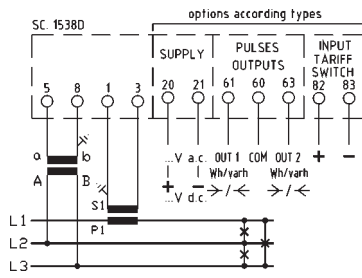 options according types
SC. 1538D
SUPPLY
PULSES OUTPUTS
INPUT TARIFF SWITCH
5 8 1 3 20 21 61 60 63 82 83
a b
A B
S1
P1
...V a.c.
+ −
...V d.c.
OUT 1 COM OUT 2
Wh/varh Wh/varh
+ −
L1
L2
L3